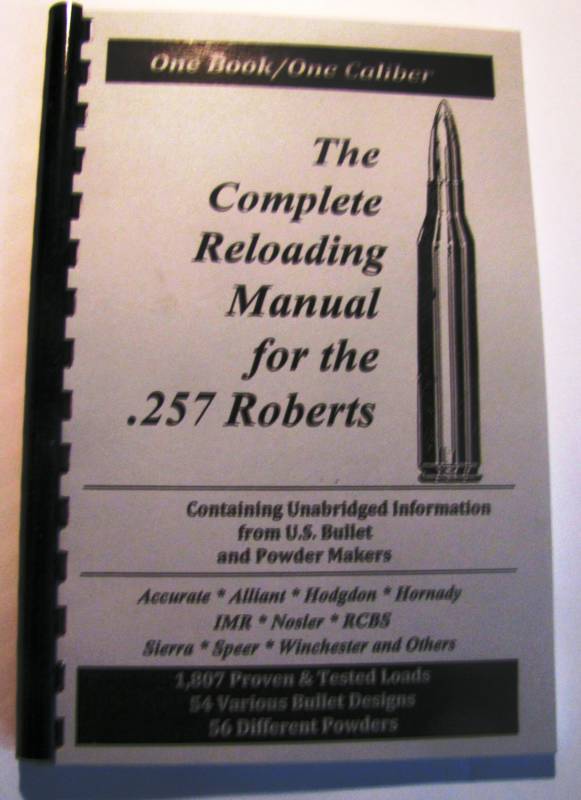 One Book/One Caliber
The
Complete
Reloading
Manual
for the
.257 Roberts
Containing Unabridged Information
from U.S. Bullet
and Powder Makers
Accurate * Alliant * Hodgdon * Hornady
IMR * Nosler * RCBS
Sierra * Speer * Winchester and Others
1,807 Proven & Tested Loads
54 Various Bullet Designs
56 Different Powders